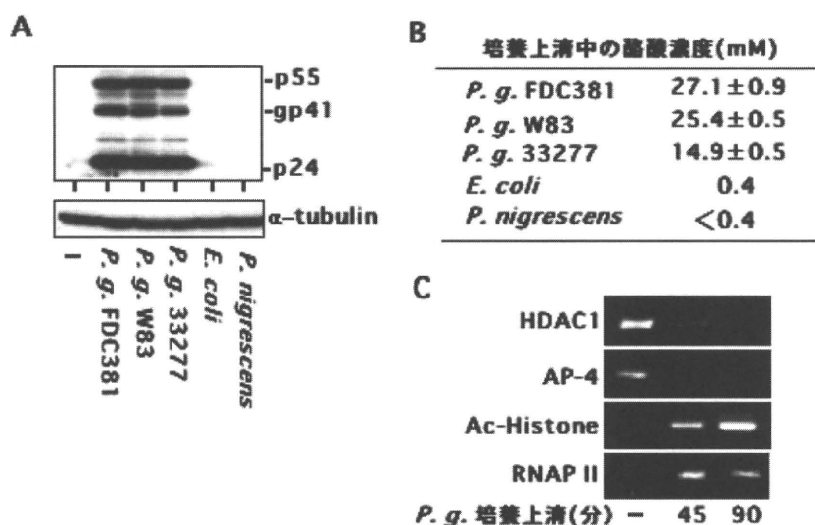 A
-p55
-gp41
-p24
α-tubulin
–
P. g. FDC381
P. g. W83
P. g. 33277
E. coli
P. nigrescens
B
培養上清中の酪酸濃度(mM)
P. g. FDC381 27.1±0.9
P. g. W83 25.4±0.5
P. g. 33277 14.9±0.5
E. coli 0.4
P. nigrescens <0.4
C
HDAC1
AP-4
Ac-Histone
RNAP II
P. g. 培養上清(分) – 45 90